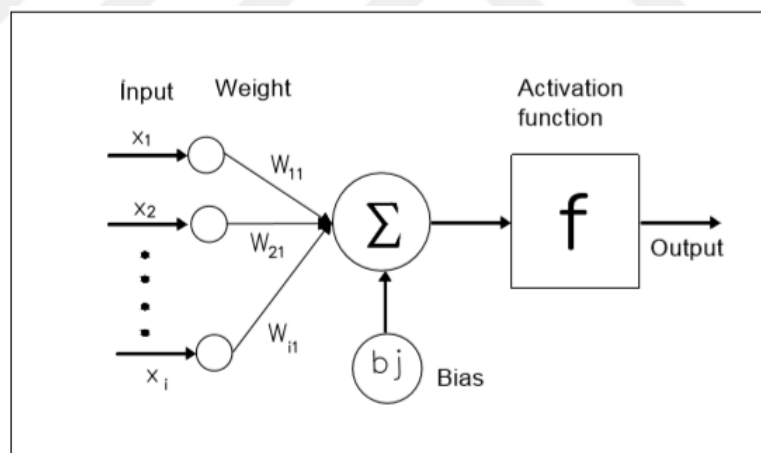 İnput
Weight
Activation
function
x1
W11
x2
W21
Σ
f
Output
Wi1
xi
bj
Bias